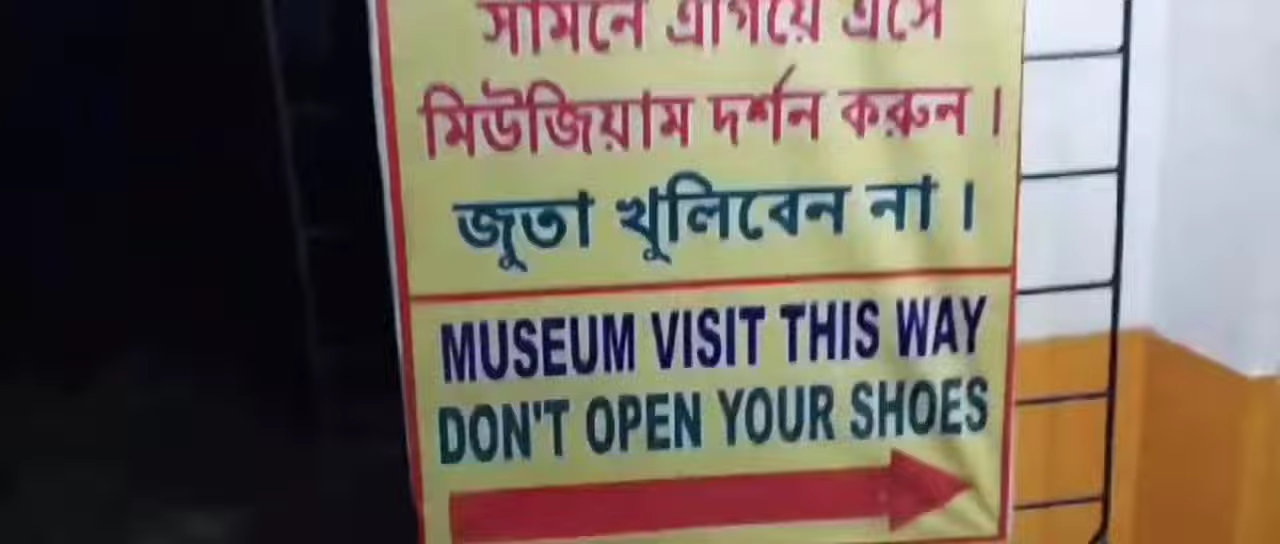 সামনে এগিয়ে এসে
মিউজিয়াম দর্শন করুন ।
জুতা খুলিবেন না ।
MUSEUM VISIT THIS WAY
DON'T OPEN YOUR SHOES